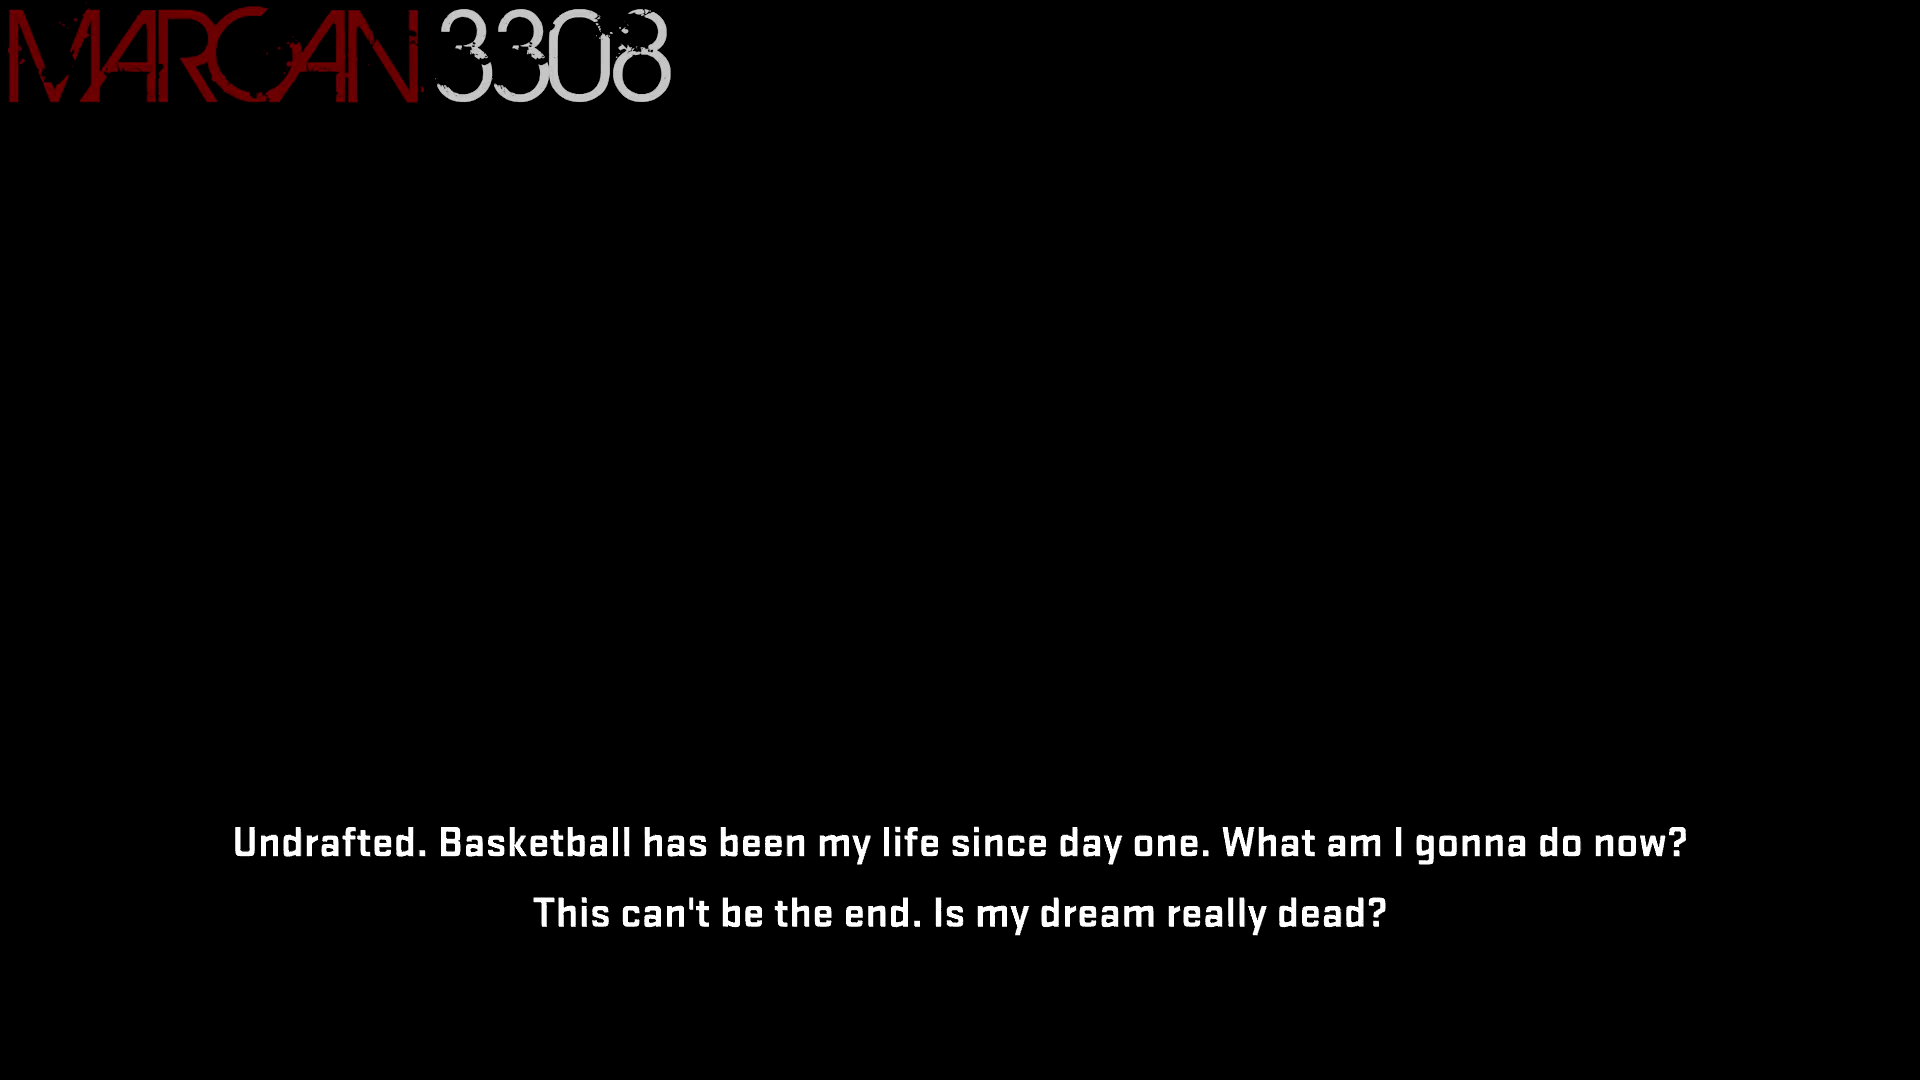 MARCAN 3308
Undrafted. Basketball has been my life since day one. What am I gonna do now?
This can't be the end. Is my dream really dead?